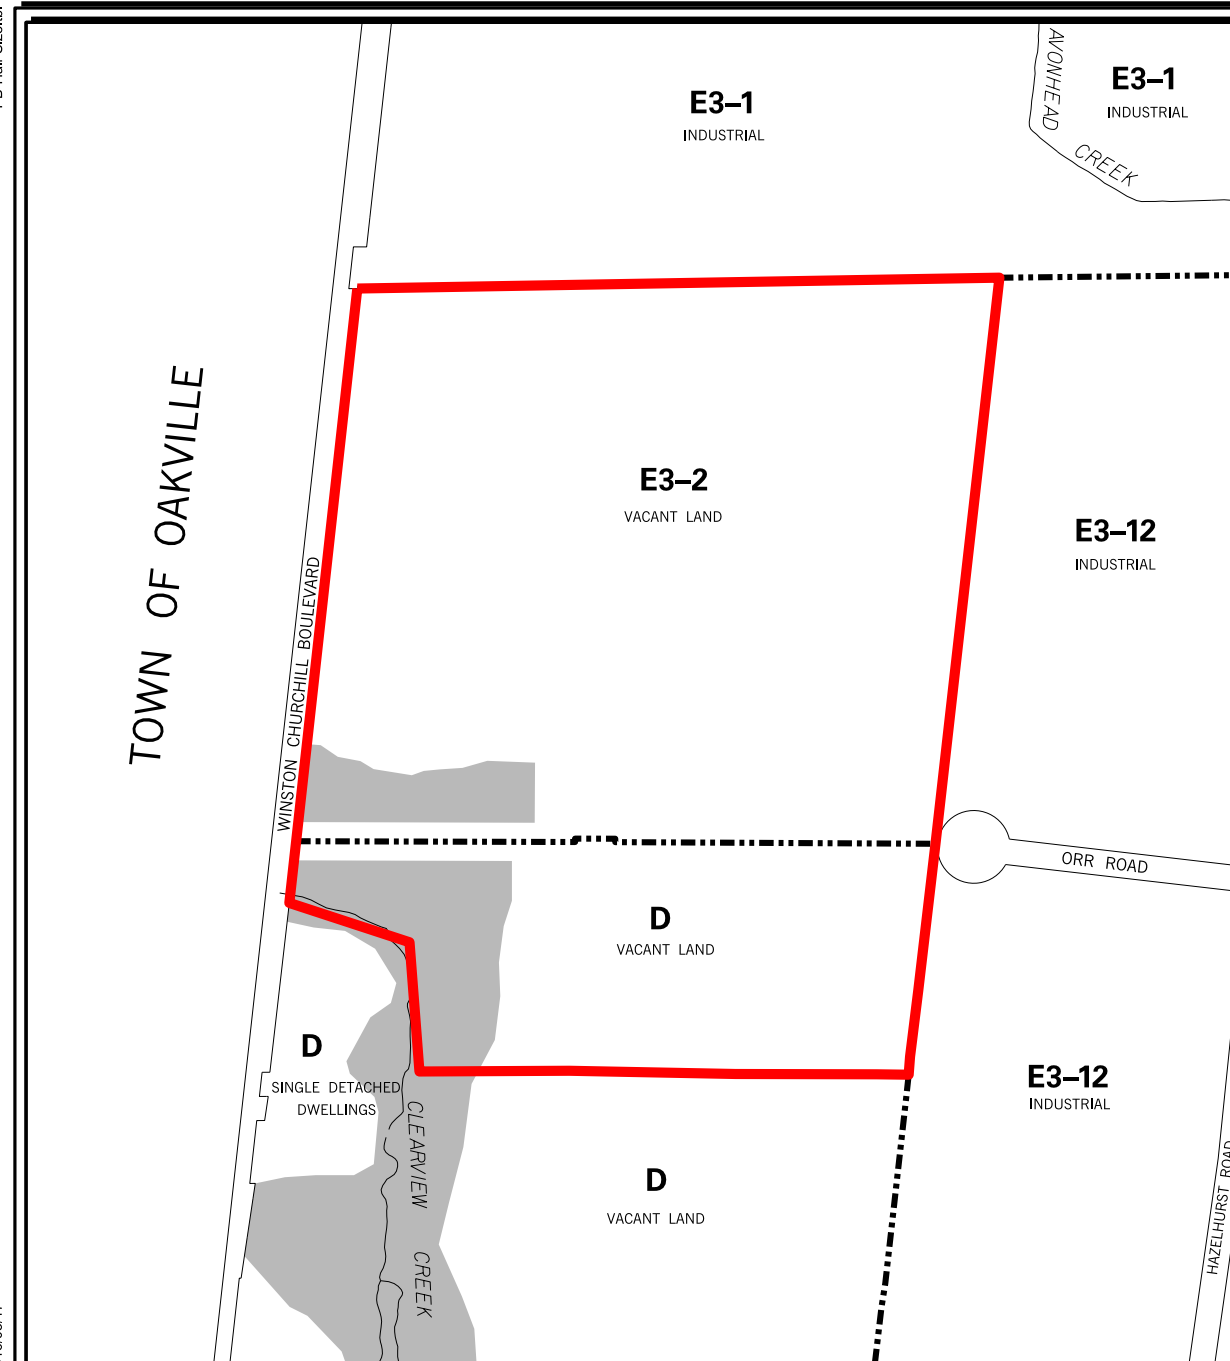 E3–1
INDUSTRIAL
AVONHEAD
CREEK
E3–1
INDUSTRIAL
TOWN OF OAKVILLE
WINSTON CHURCHILL BOULEVARD
E3–2
VACANT LAND
E3–12
INDUSTRIAL
ORR ROAD
D
VACANT LAND
D
SINGLE DETACHED
DWELLINGS
CLEARVIEW
CREEK
E3–12
INDUSTRIAL
D
VACANT LAND
HAZELHURST ROAD